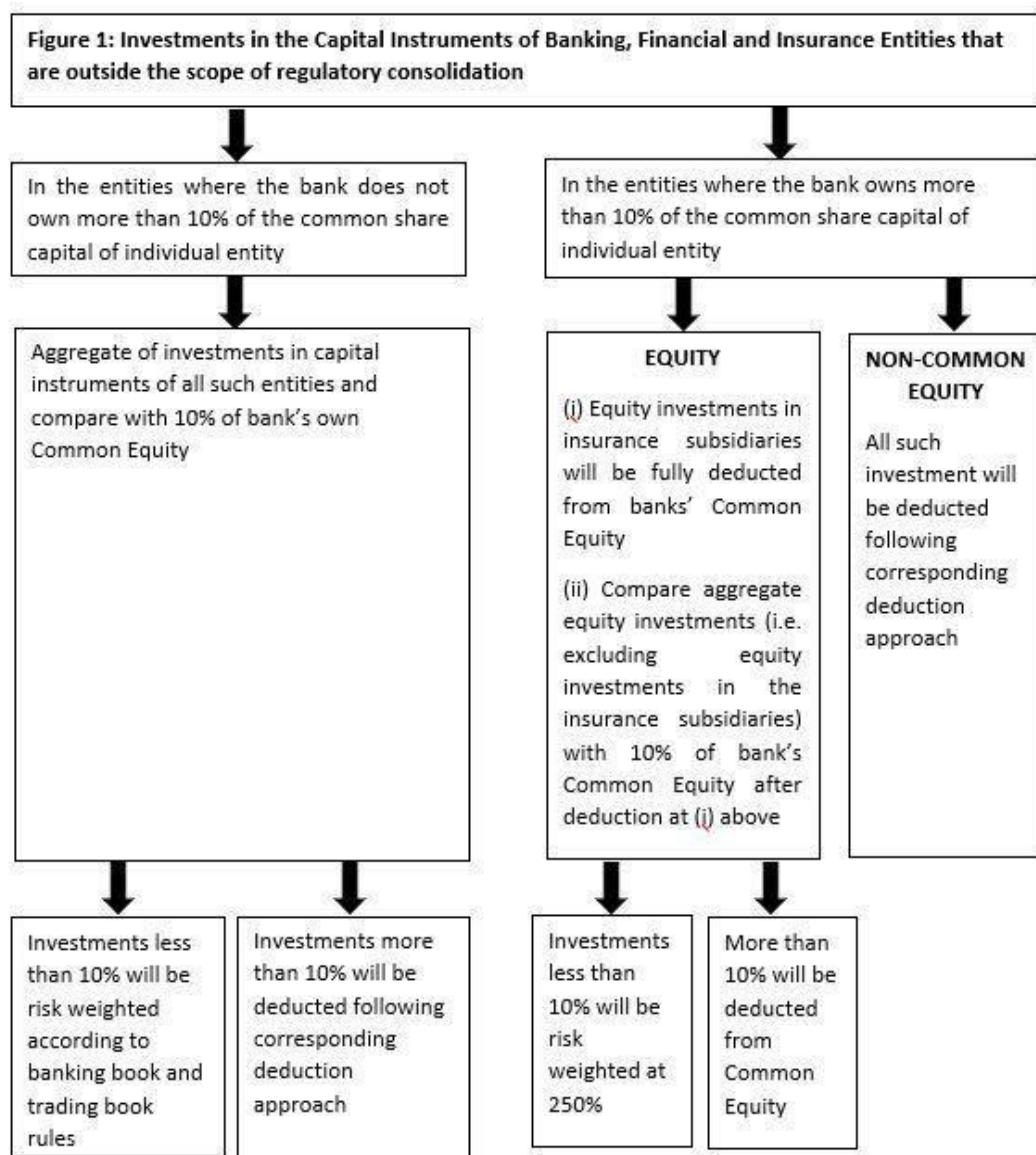 Figure 1: Investments in the Capital Instruments of Banking, Financial and Insurance Entities that
are outside the scope of regulatory consolidation
In the entities where the bank does not
own more than 10% of the common share
capital of individual entity
In the entities where the bank owns more
than 10% of the common share capital of
individual entity
Aggregate of investments in capital
instruments of all such entities and
compare with 10% of bank's own
Common Equity
EQUITY
(i) Equity investments in
insurance subsidiaries
will be fully deducted
from banks' Common
Equity
(ii) Compare aggregate
equity investments (i.e.
excluding equity
investments in the
insurance subsidiaries)
with 10% of bank's
Common Equity after
deduction at (i) above
NON-COMMON
EQUITY
All such
investment will
be deducted
following
corresponding
deduction
approach
Investments less
than 10% will be
risk weighted
according to
banking book and
trading book
rules
Investments more
than 10% will be
deducted following
corresponding
deduction
approach
Investments
less than
10% will be
risk
weighted at
250%
More than
10% will be
deducted
from
Common
Equity